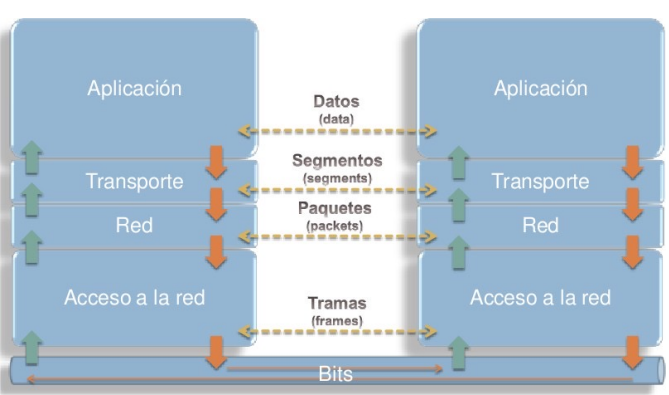 Aplicación
Aplicación
Datos
(data)
Segmentos
(segments)
Transporte
Transporte
Paquetes
(packets)
Red
Red
Acceso a la red
Acceso a la red
Tramas
(frames)
Bits